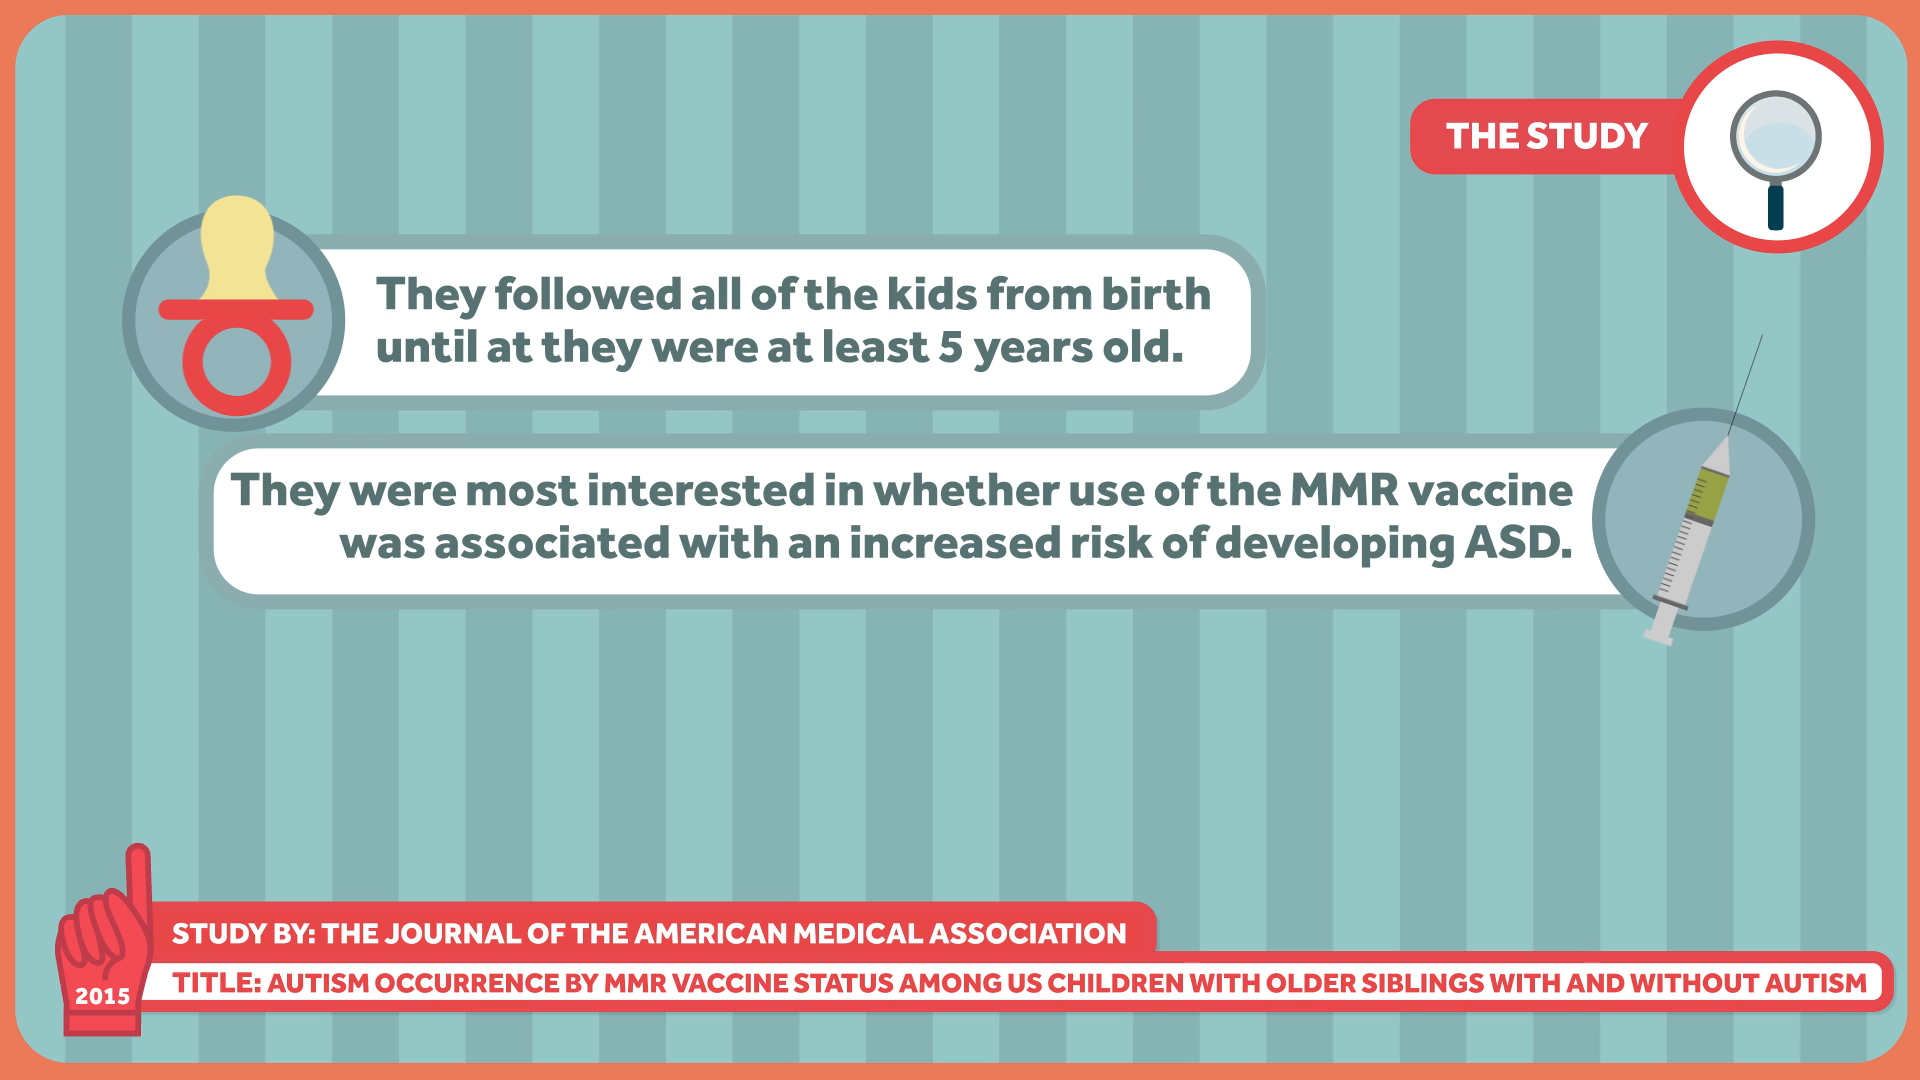 THE STUDY
They followed all of the kids from birth
until at they were at least 5 years old.
They were most interested in whether use of the MMR vaccine
was associated with an increased risk of developing ASD.
STUDY BY: THE JOURNAL OF THE AMERICAN MEDICAL ASSOCIATION
TITLE: AUTISM OCCURRENCE BY MMR VACCINE STATUS AMONG US CHILDREN WITH OLDER SIBLINGS WITH AND WITHOUT AUTISM
2015